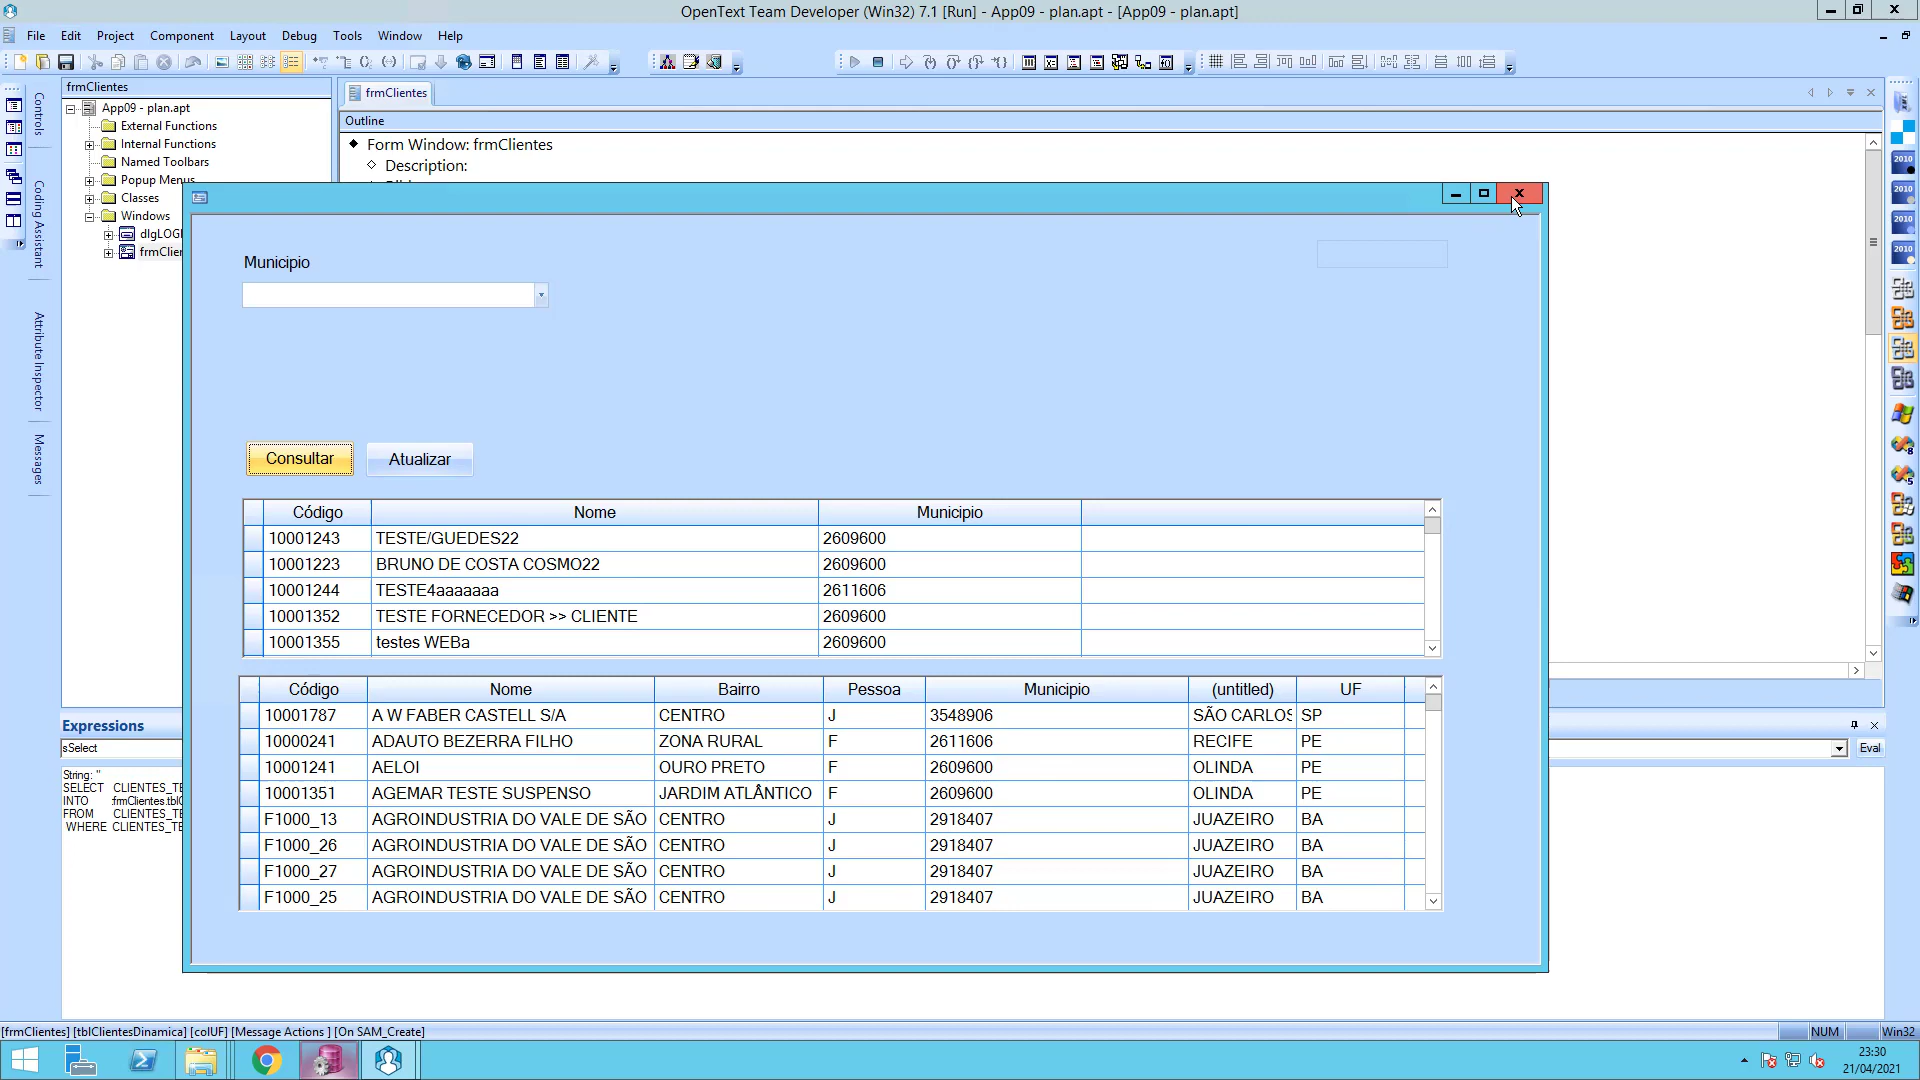 OpenText Team Developer (Win32) 7.1 [Run] - App09 - plan.apt - [App09 - plan.apt]
File Edit Project Component Layout Debug Tools Window Help
frmClientes
App09 - plan.apt
External Functions
Internal Functions
Named Toolbars
Popup Menus
Classes
Windows
Controls
Coding Assistant
Attribute Inspector
Messages
frmClientes
Outline
Form Window: frmClientes
Description:
Municipio
Consultar Atualizar
Código Nome Municipio
10001243 TESTE/GUEDES22 2609600
10001223 BRUNO DE COSTA COSMO22 2609600
10001244 TESTE4aaaaaaa 2611606
10001352 TESTE FORNECEDOR >> CLIENTE 2609600
10001355 testes WEBa 2609600
Código Nome Bairro Pessoa Municipio (untitled) UF
10001787 A W FABER CASTELL S/A CENTRO J 3548906 SÃO CARLOS SP
10000241 ADAUTO BEZERRA FILHO ZONA RURAL F 2611606 RECIFE PE
10001241 AELOI OURO PRETO F 2609600 OLINDA PE
10001351 AGEMAR TESTE SUSPENSO JARDIM ATLÂNTICO F 2609600 OLINDA PE
F1000_13 AGROINDUSTRIA DO VALE DE SÃO CENTRO J 2918407 JUAZEIRO BA
F1000_26 AGROINDUSTRIA DO VALE DE SÃO CENTRO J 2918407 JUAZEIRO BA
F1000_27 AGROINDUSTRIA DO VALE DE SÃO CENTRO J 2918407 JUAZEIRO BA
F1000_25 AGROINDUSTRIA DO VALE DE SÃO CENTRO J 2918407 JUAZEIRO BA
2010
2010
2010
2010
Expressions
sSelect
Eval
String: "
SELECT CLIENTES_TE
INTO :frmClientes.tblC
FROM CLIENTES_TE
WHERE CLIENTES_TE
[frmClientes] [tblClientesDinamica] [colUF] [Message Actions ] [On SAM_Create]
NUM Win32
23:30
21/04/2021